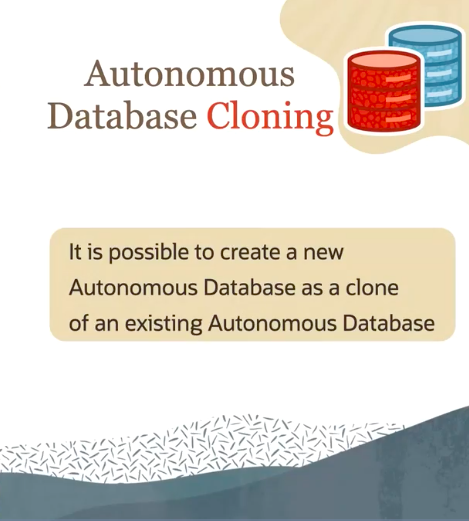 Autonomous
Database Cloning
It is possible to create a new
Autonomous Database as a clone
of an existing Autonomous Database